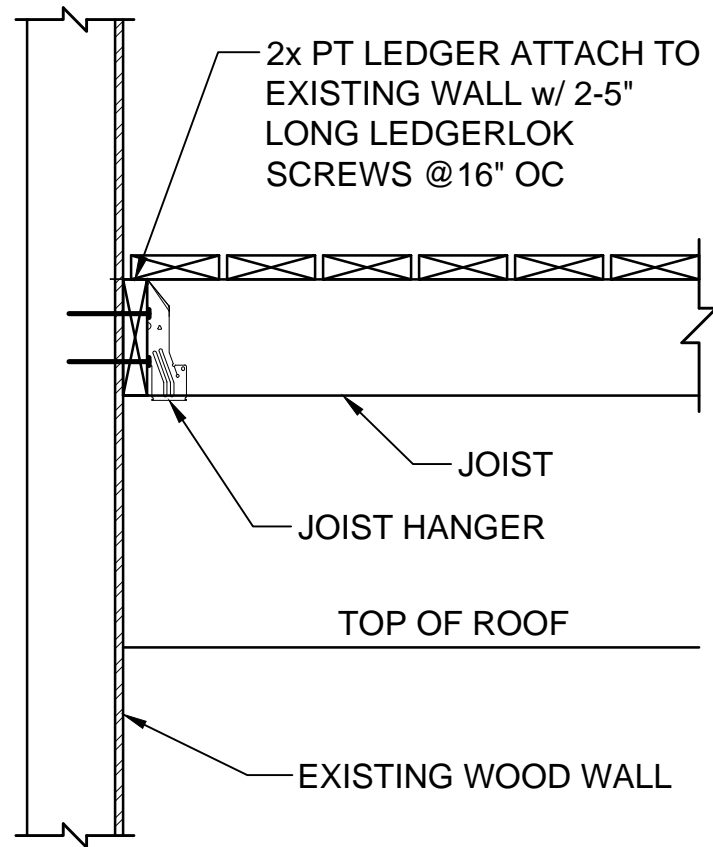 2x PT LEDGER ATTACH TO
EXISTING WALL w/ 2-5"
LONG LEDGERLOK
SCREWS @16" OC
JOIST
JOIST HANGER
TOP OF ROOF
EXISTING WOOD WALL